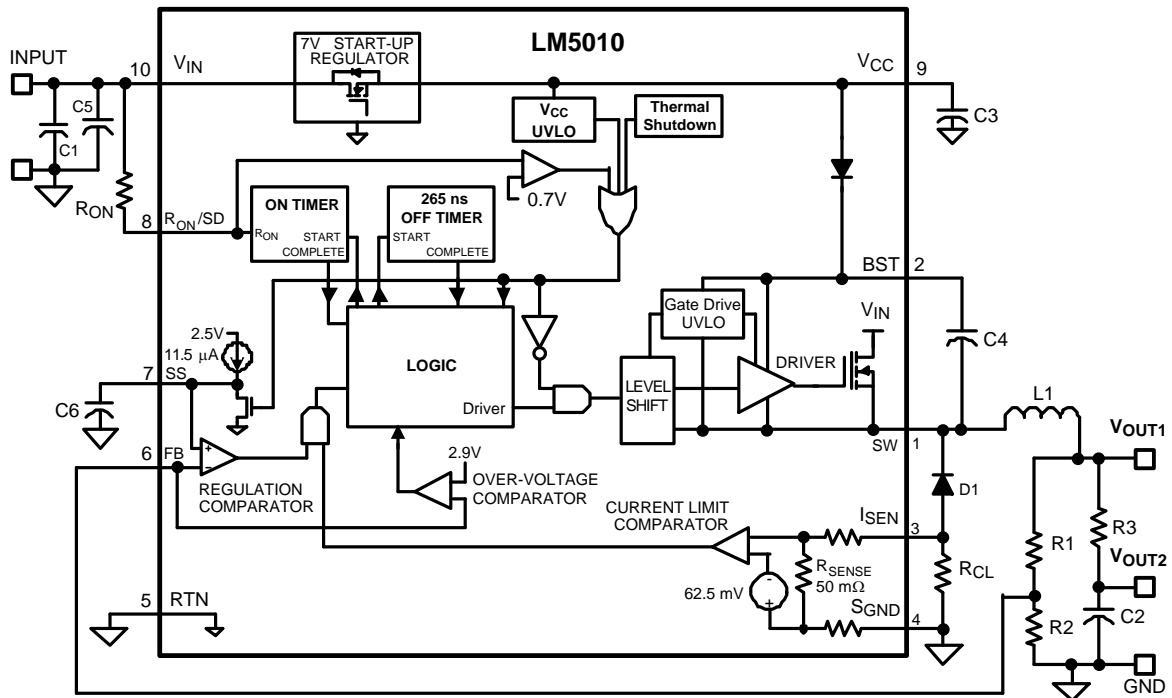 LM5010
INPUT
10
V_IN
7V START-UP
REGULATOR
V_CC
9
C5
C1
R_ON
8
R_ON/SD
V_CC
UVLO
Thermal
Shutdown
C3
0.7V
ON TIMER
R_ON
START
COMPLETE
265 ns
OFF TIMER
START
COMPLETE
BST
2
Gate Drive
UVLO
V_IN
C4
2.5V
11.5 µA
7
SS
C6
LOGIC
Driver
LEVEL
SHIFT
DRIVER
SW
1
L1
V_OUT1
6
FB
REGULATION
COMPARATOR
2.9V
OVER-VOLTAGE
COMPARATOR
CURRENT LIMIT
COMPARATOR
D1
I_SEN
3
R_SENSE
50 mΩ
62.5 mV
R_CL
S_GND
4
R1
R3
V_OUT2
R2
C2
GND
5
RTN